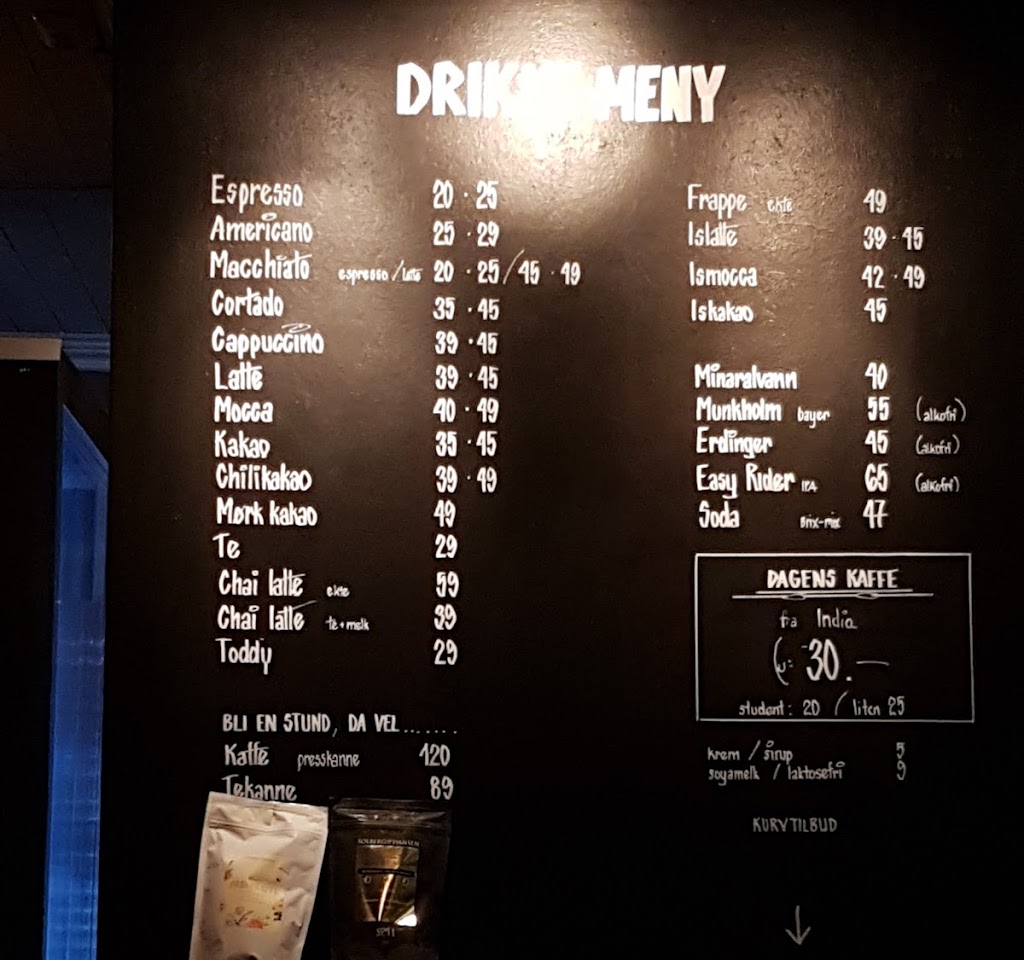 DRIKKEMENY
Espresso 20 · 25
Americano 25 · 29
Macchiato espresso / latte 20 · 25 / 45 · 49
Cortado 35 · 45
Cappuccino 39 · 45
Latte 39 · 45
Mocca 40 · 49
Kakao 35 · 45
Chilikakao 39 · 49
Mørk kakao 49
Te 29
Chai latte ekte 59
Chai latte te+melk 39
Toddy 29
BLI EN STUND, DA VEL.......
Kaffe presskanne 120
Tekanne 89
Frappe ekte 49
Islatte 39 · 45
Ismocca 42 · 49
Iskakao 45
Minaralvann 40
Munkholm bayer 55 (alkofri)
Erdinger 45 (alkofri)
Easy Rider IPA 65 (alkofri)
Soda Brix-mix 47
DAGENS KAFFE
fra India
30.—
student: 20 / liten 25
krem / sirup 5
soyamelk / laktosefri 9
KURVTILBUD
SOLBERG & HANSEN